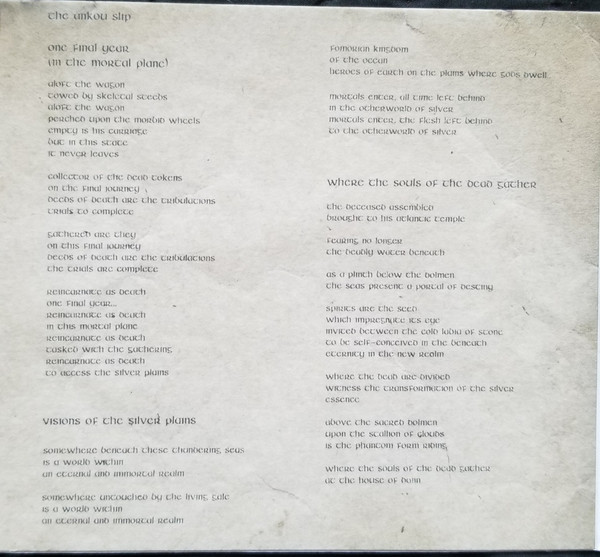 the ankou slip
one final year
(in the mortal plane)
aloft the wagon
towed by skeletal steeds
aloft the wagon
perched upon the morbid wheels
empty is his carriage
but in this state
it never leaves
collector of the dead tokens
on the final journey
deeds of death are the tribulations
trials to complete
gathered are they
on this final journey
deeds of death are the tribulations
the trials are complete
reincarnate as death
one final year...
reincarnate as death
in this mortal plane
reincarnate as death
tasked with the gathering
reincarnate as death
to access the silver plains
visions of the silver plains
somewhere beneath these thundering seas
is a world within
an eternal and immortal realm
somewhere untouched by the living gale
is a world within
an eternal and immortal realm
fomorian kingdom
of the ocean
heroes of earth on the plains where gods dwell
mortals enter, all time left behind
in the otherworld of silver
mortals enter, the flesh left behind
to the otherworld of silver
where the souls of the dead gather
the deceased assembled
brought to his atlantic temple
fearing no longer
the deadly water beneath
as a plinth below the dolmen
the seas present a portal of destiny
spirits are the seed
which impregnate its eye
invited between the cold labia of stone
to be self-conceived in the beneath
eternity in the new realm
where the dead are divided
witness the transformation of the silver
essence
above the sacred dolmen
upon the stallion of clouds
is the phantom form riding
where the souls of the dead gather
at the house of donn